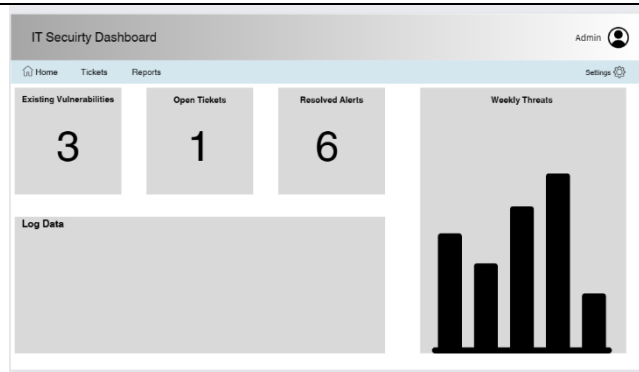 IT Secuirty Dashboard
Admin
Home Tickets Reports
Settings
Existing Vulnerabilities
3
Open Tickets
1
Resolved Alerts
6
Weekly Threats
Log Data